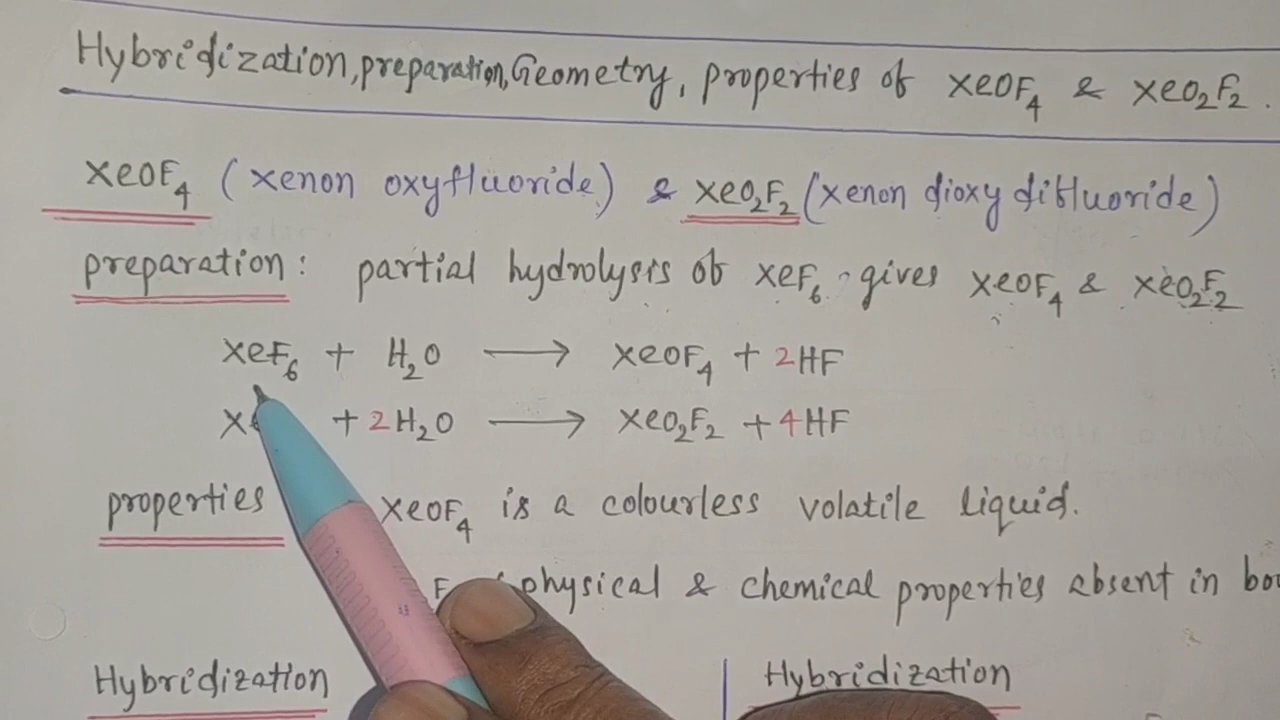 Hybridization, preparation, Geometry, properties of XeOF₄ & XeO₂F₂.
XeOF₄ (Xenon oxyfluoride) & XeO₂F₂ (Xenon dioxy difluoride)
preparation: partial hydrolysis of XeF₆ gives XeOF₄ & XeO₂F₂
XeF₆ + H₂O ⟶ XeOF₄ + 2HF
+ 2H₂O ⟶ XeO₂F₂ + 4HF
properties XeOF₄ is a colourless volatile liquid.
physical & chemical properties absent in
Hybridization
Hybridization